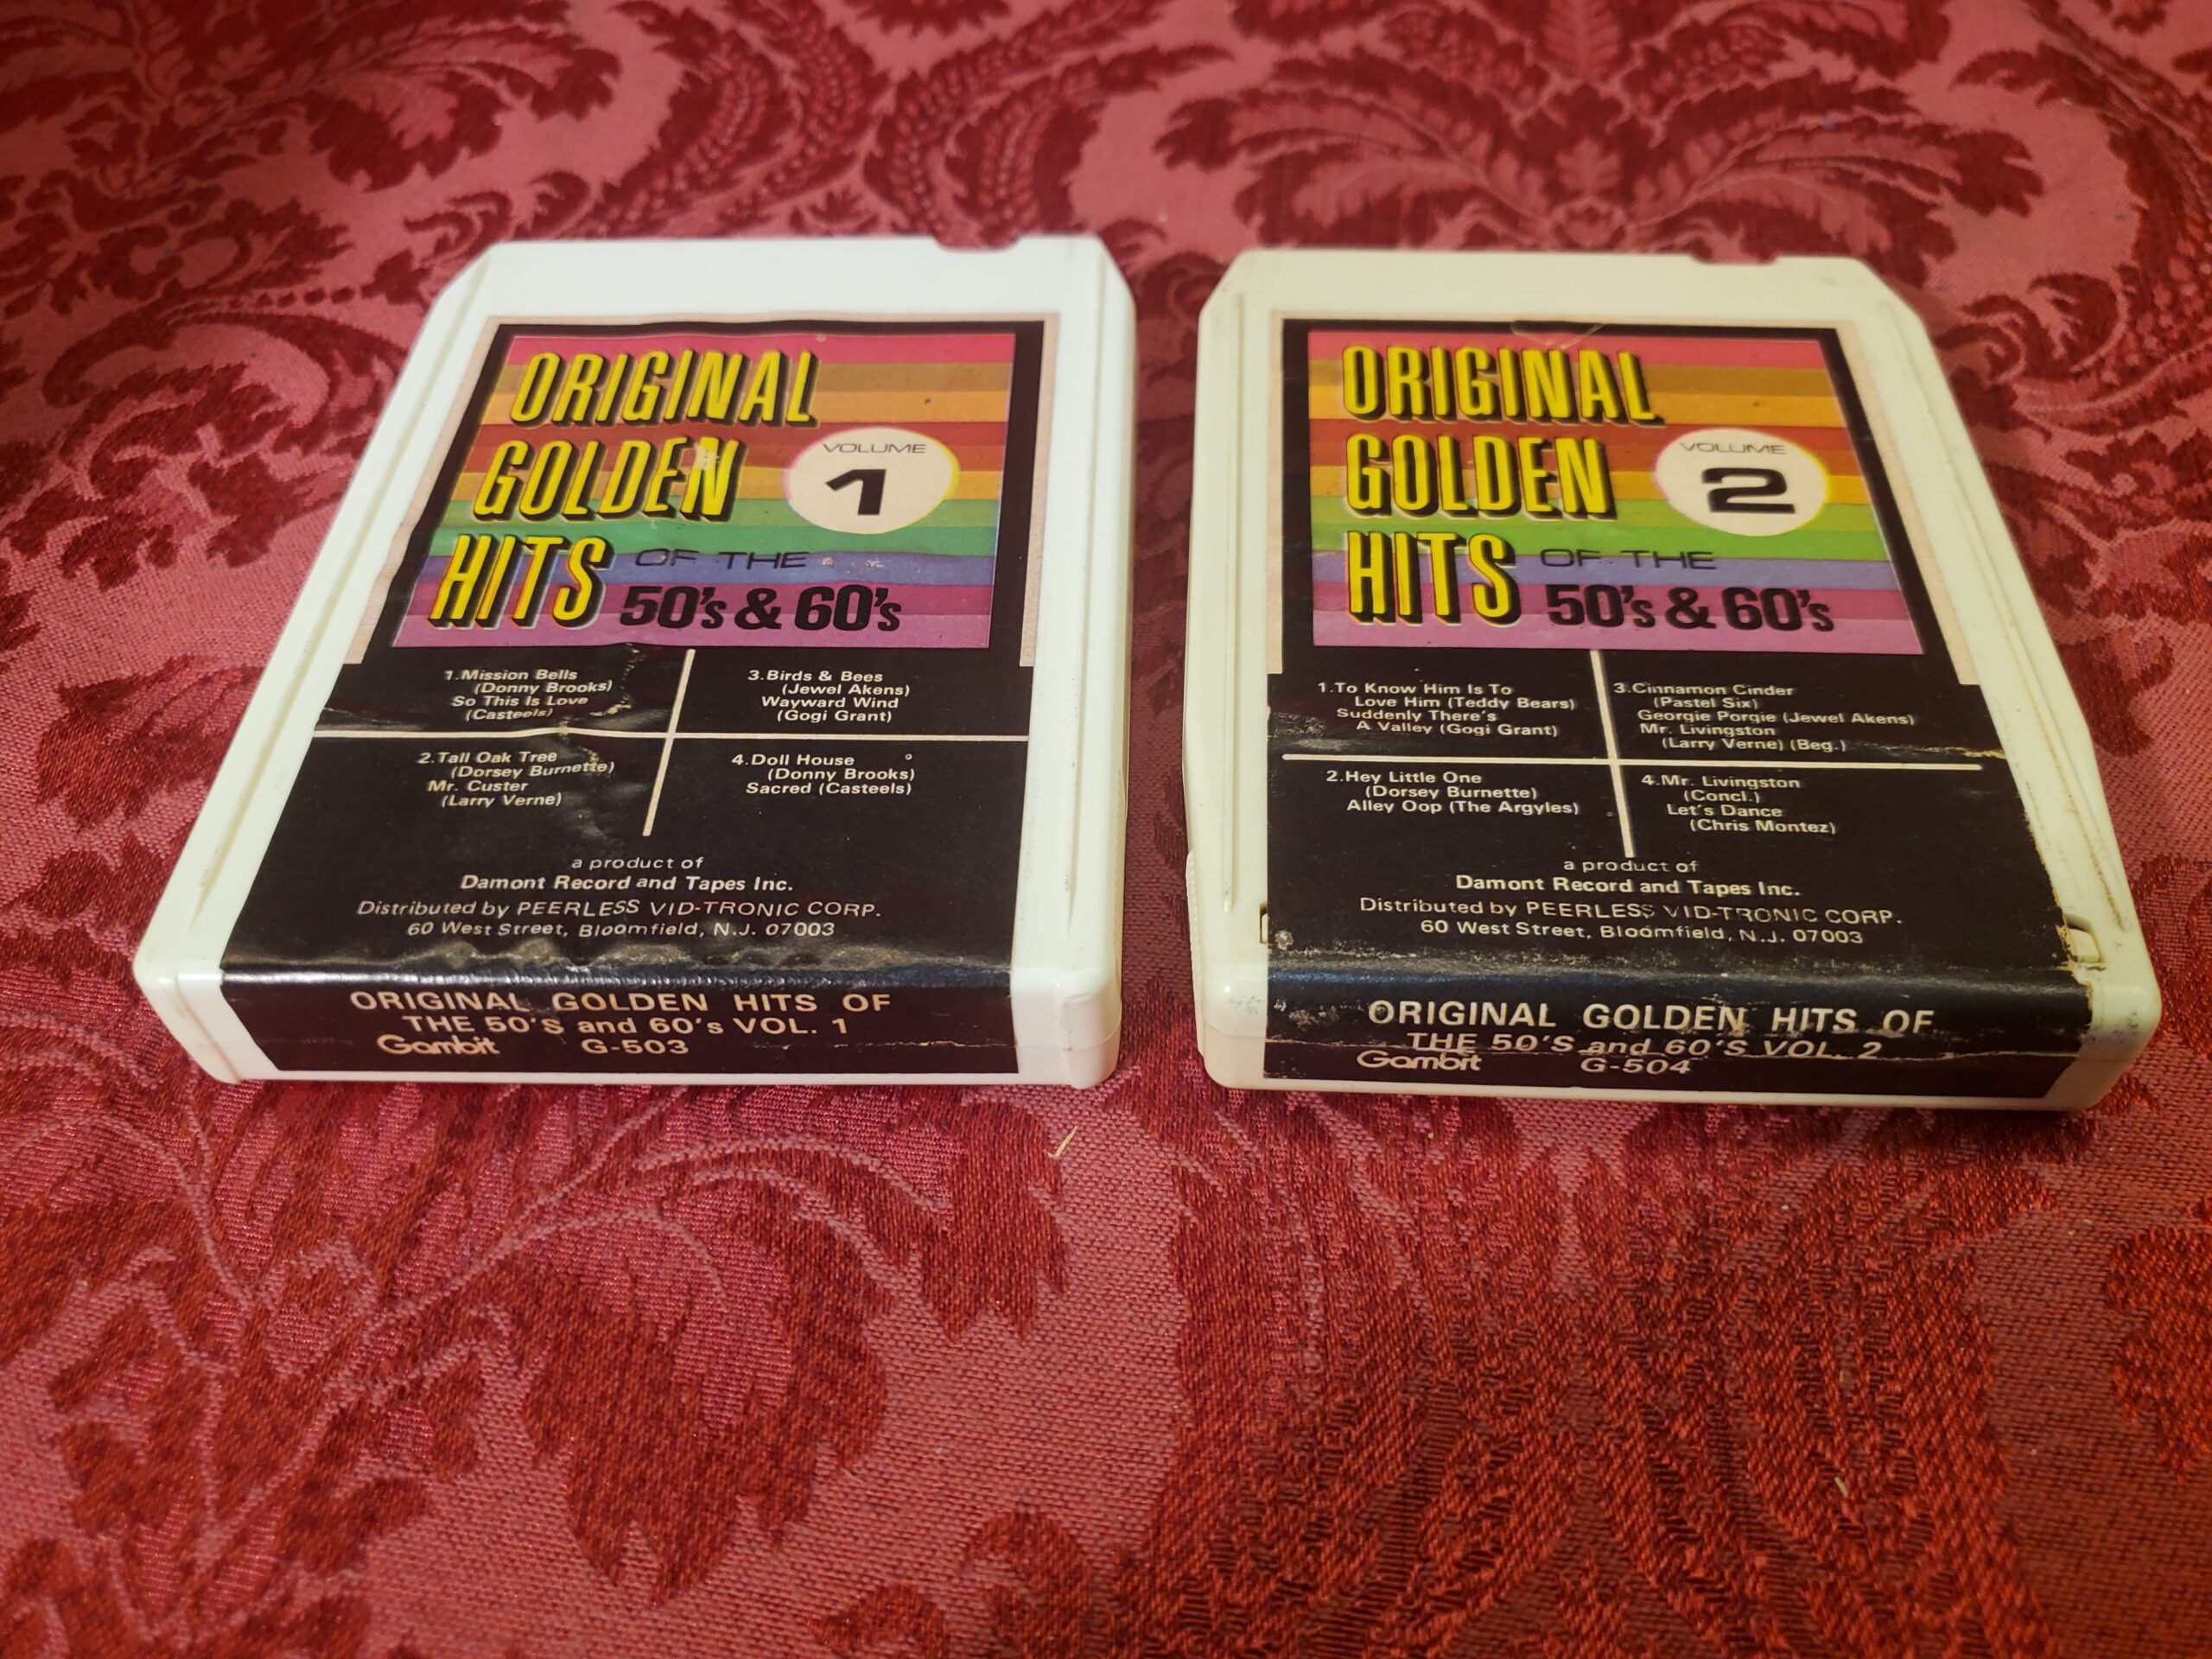 ORIGINAL
GOLDEN
HITS OF THE
50's & 60's
VOLUME
1
1.Mission Bells
(Donny Brooks)
So This Is Love
(Casteels)
2.Tall Oak Tree
(Dorsey Burnette)
Mr. Custer
(Larry Verne)
3.Birds & Bees
(Jewel Akens)
Wayward Wind
(Gogi Grant)
4.Doll House
(Donny Brooks)
Sacred (Casteels)
a product of
Damont Record and Tapes Inc.
Distributed by PEERLESS VID-TRONIC CORP.
60 West Street, Bloomfield, N.J. 07003
ORIGINAL GOLDEN HITS OF
THE 50'S and 60's VOL. 1
Gambit G-503
ORIGINAL
GOLDEN
HITS OF THE
50's & 60's
VOLUME
2
1.To Know Him Is To
Love Him (Teddy Bears)
Suddenly There's
A Valley (Gogi Grant)
2.Hey Little One
(Dorsey Burnette)
Alley Oop (The Argyles)
3.Cinnamon Cinder
(Pastel Six)
Georgie Porgie (Jewel Akens)
Mr. Livingston
(Larry Verne) (Beg.)
4.Mr. Livingston
(Concl.)
Let's Dance
(Chris Montez)
a product of
Damont Record and Tapes Inc.
Distributed by PEERLESS VID-TRONIC CORP.
60 West Street, Bloomfield, N.J. 07003
ORIGINAL GOLDEN HITS OF
THE 50'S and 60'S VOL. 2
Gambit G-504